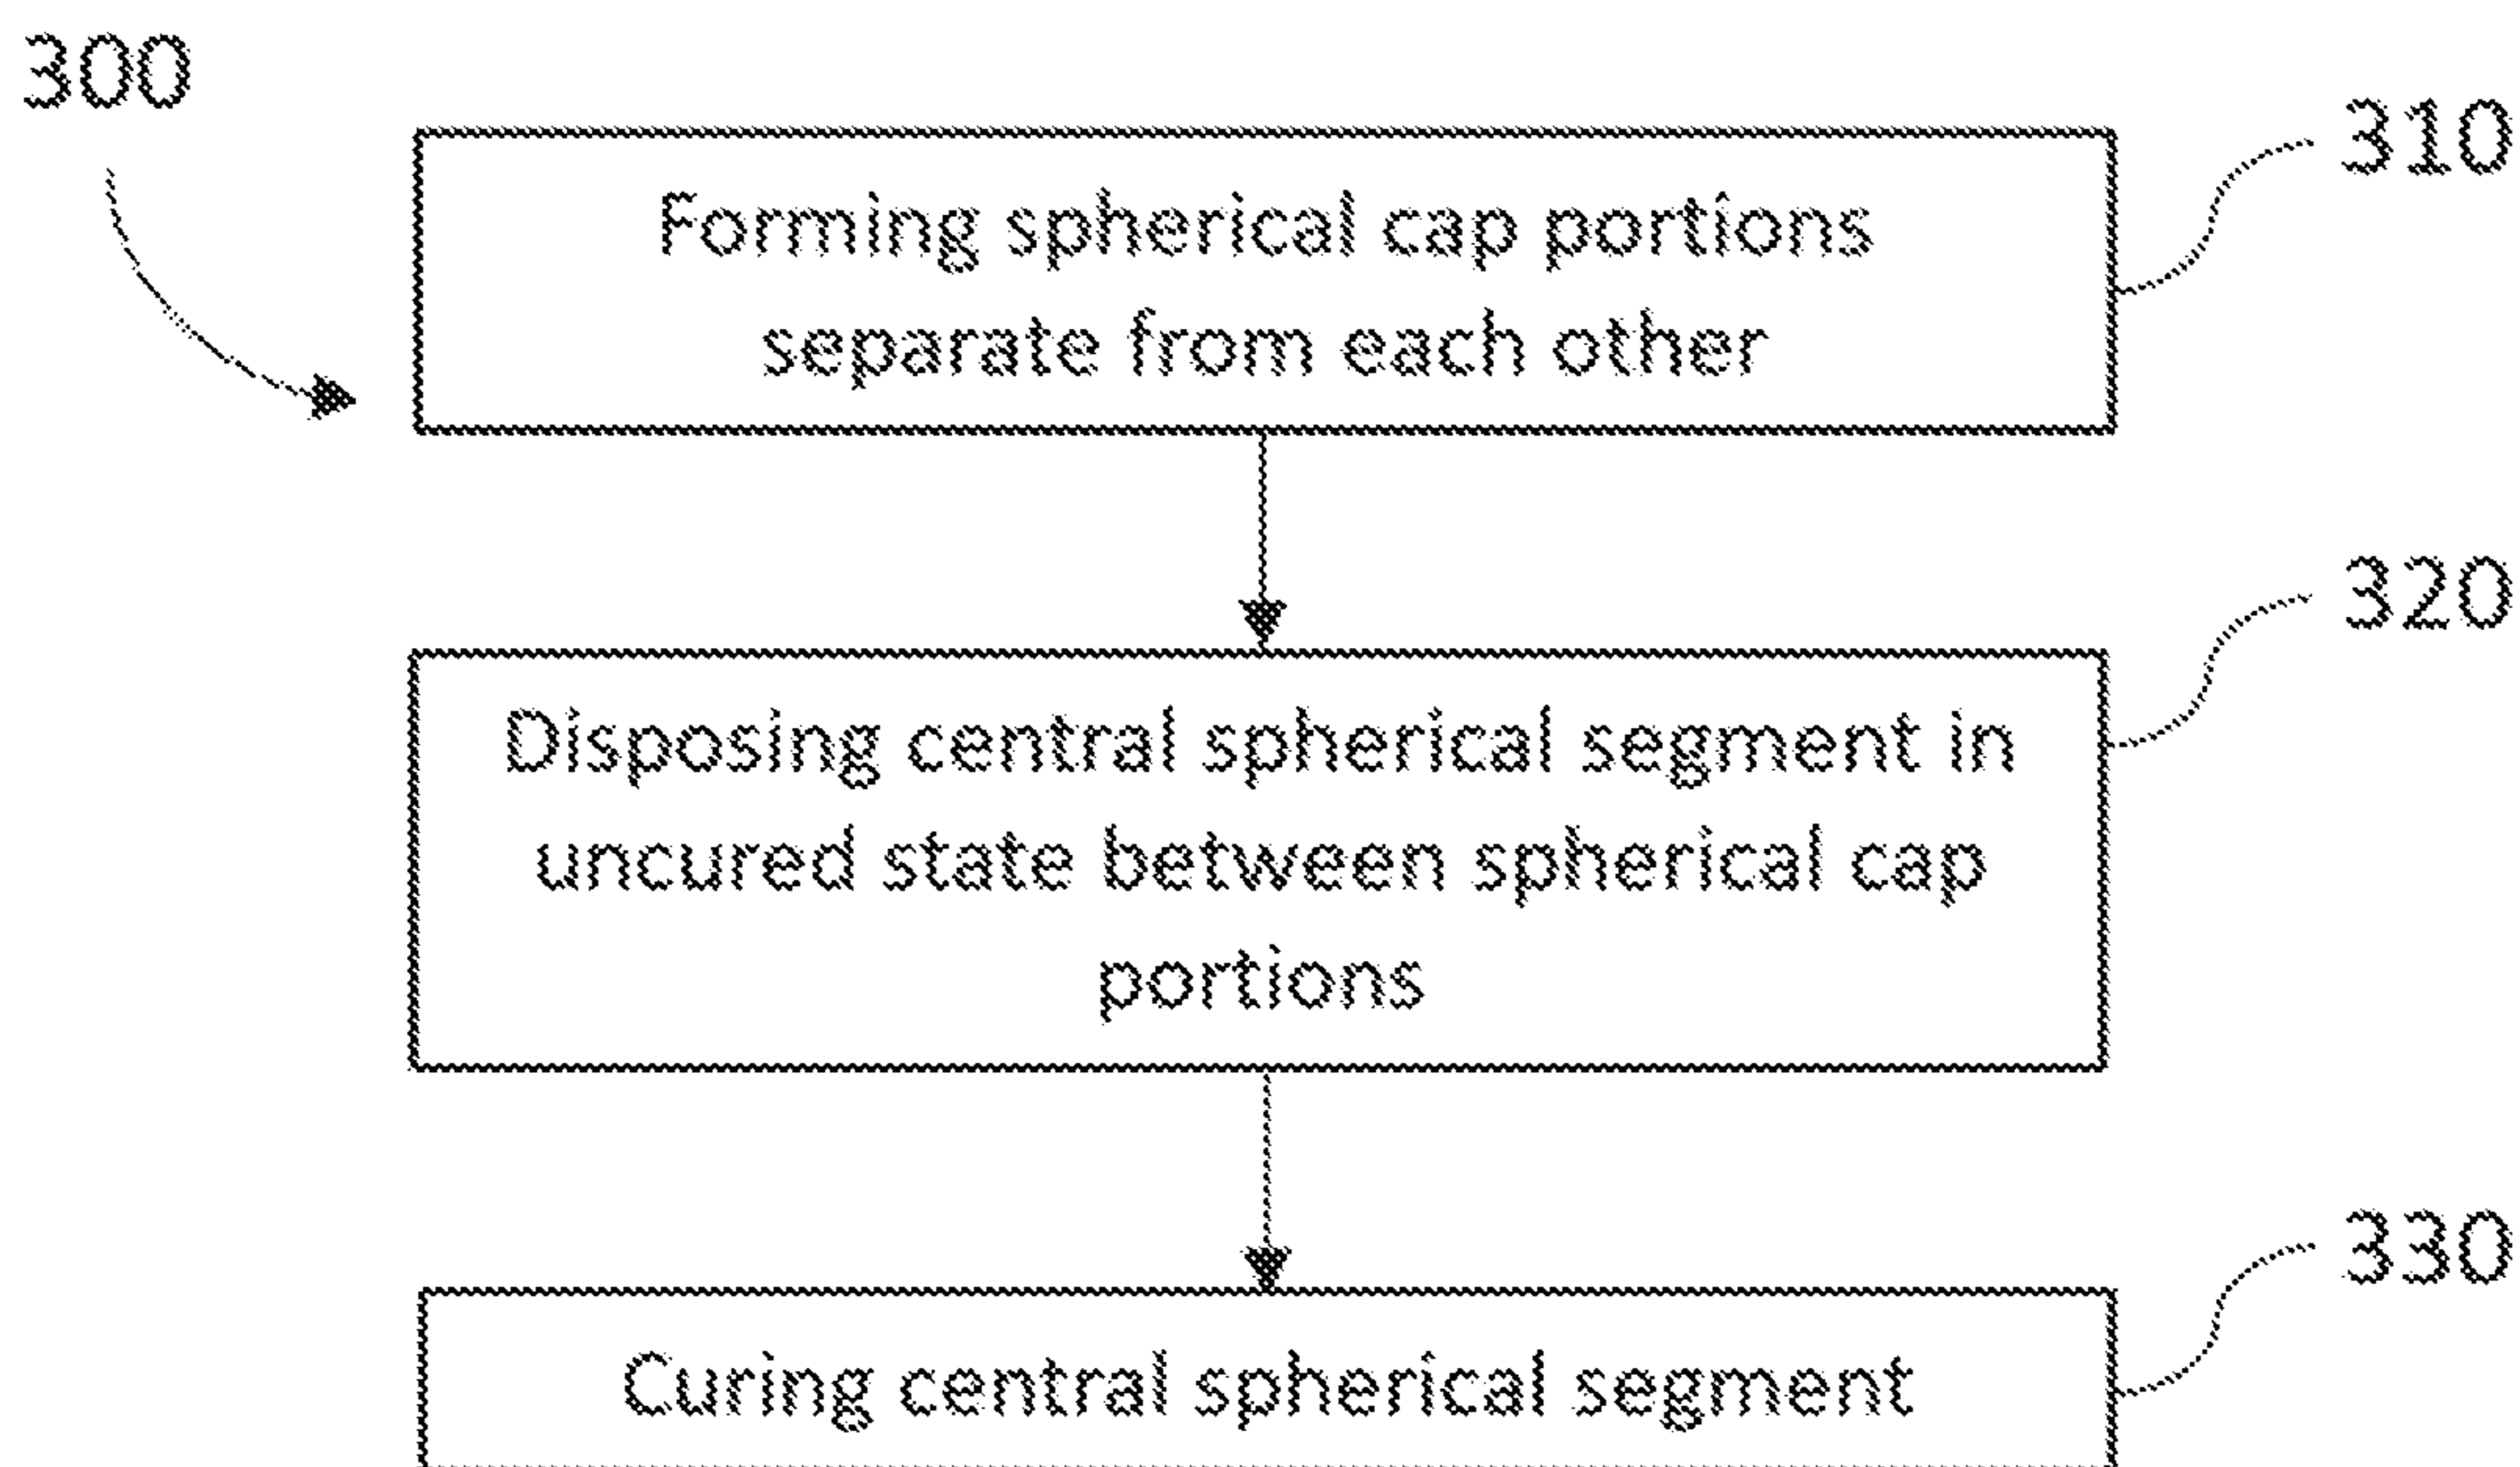 300
310
Forming spherical cap portions
separate from each other
320
Disposing central spherical segment in
uncured state between spherical cap
portions
330
Curing central spherical segment